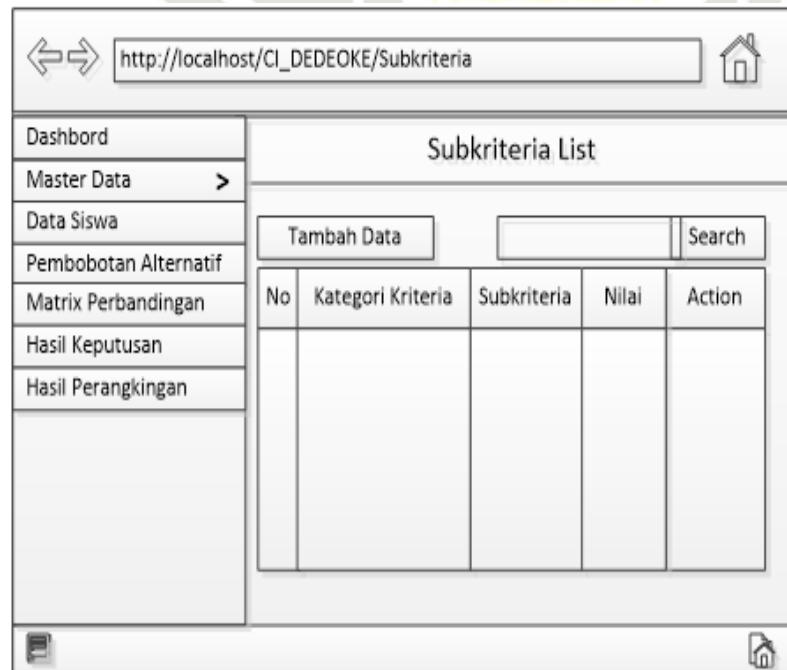 http://localhost/CI_DEDEOKE/Subkriteria
Dashbord
Master Data >
Data Siswa
Pembobotan Alternatif
Matrix Perbandingan
Hasil Keputusan
Hasil Perangkingan
Subkriteria List
Tambah Data
Search
No Kategori Kriteria Subkriteria Nilai Action